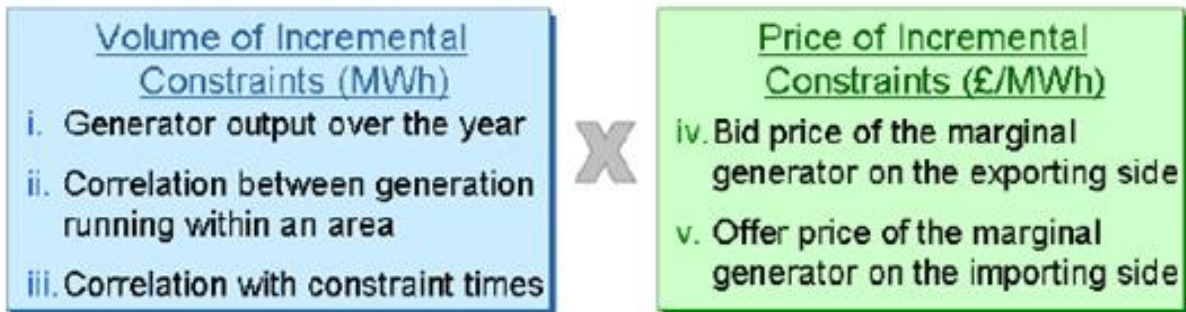 Volume of Incremental
Constraints (MWh)
i. Generator output over the year
ii. Correlation between generation
running within an area
iii. Correlation with constraint times
X
Price of Incremental
Constraints (£/MWh)
iv. Bid price of the marginal
generator on the exporting side
v. Offer price of the marginal
generator on the importing side